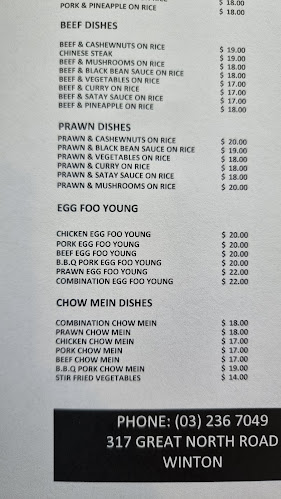 $ 18.00
PORK & PINEAPPLE ON RICE $ 18.00
BEEF DISHES
BEEF & CASHEWNUTS ON RICE $ 19.00
CHINESE STEAK $ 19.00
BEEF & MUSHROOMS ON RICE $ 18.00
BEEF & BLACK BEAN SAUCE ON RICE $ 18.00
BEEF & VEGETABLES ON RICE $ 17.00
BEEF & CURRY ON RICE $ 17.00
BEEF & SATAY SAUCE ON RICE $ 17.00
BEEF & PINEAPPLE ON RICE $ 18.00
PRAWN DISHES
PRAWN & CASHEWNUTS ON RICE $ 20.00
PRAWN & BLACK BEAN SAUCE ON RICE $ 19.00
PRAWN & VEGETABLES ON RICE $ 18.00
PRAWN & CURRY ON RICE $ 18.00
PRAWN & SATAY SAUCE ON RICE $ 18.00
PRAWN & MUSHROOMS ON RICE $ 20.00
EGG FOO YOUNG
CHICKEN EGG FOO YOUNG $ 20.00
PORK EGG FOO YOUNG $ 20.00
BEEF EGG FOO YOUNG $ 20.00
B.B.Q PORK EGG FOO YOUNG $ 20.00
PRAWN EGG FOO YOUNG $ 22.00
COMBINATION EGG FOO YOUNG $ 22.00
CHOW MEIN DISHES
COMBINATION CHOW MEIN $ 18.00
PRAWN CHOW MEIN $ 18.00
CHICKEN CHOW MEIN $ 17.00
PORK CHOW MEIN $ 17.00
BEEF CHOW MEIN $ 17.00
B.B.Q PORK CHOW MEIN $ 19.00
STIR FRIED VEGETABLES $ 14.00
PHONE: (03) 236 7049
317 GREAT NORTH ROAD
WINTON